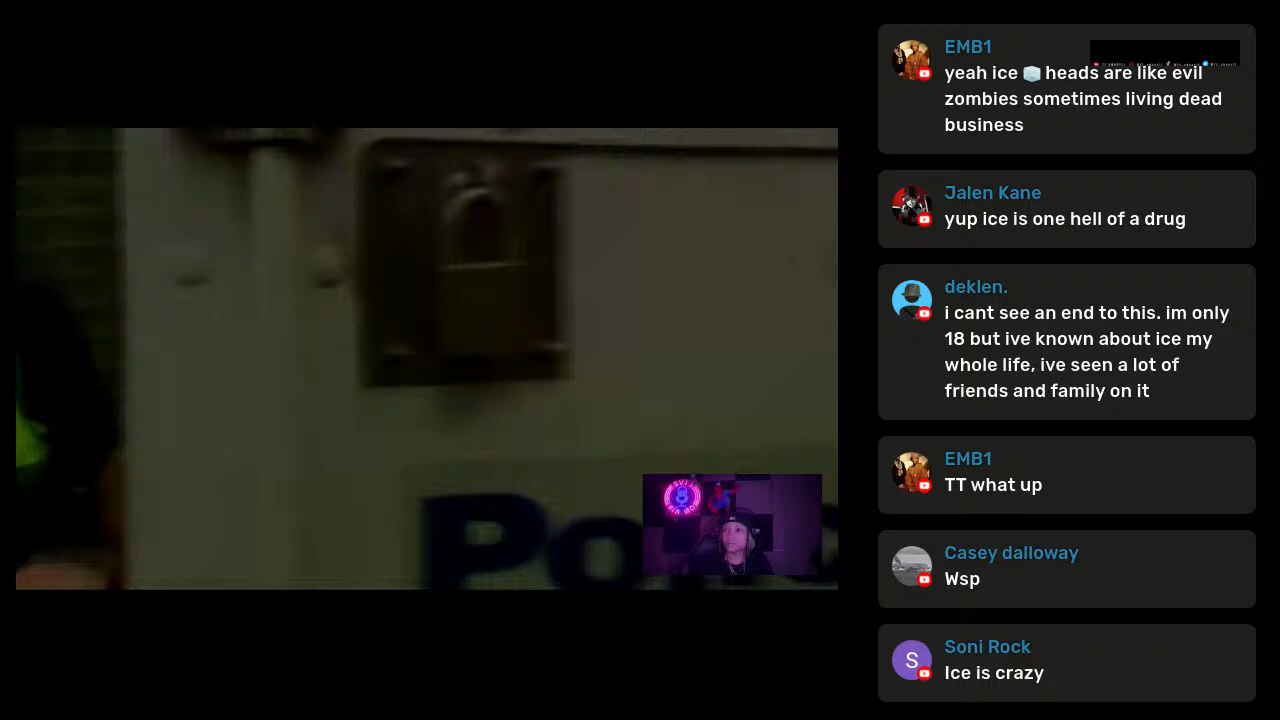 EMB1
yeah ice 🧊 heads are like evil
zombies sometimes living dead
business
Jalen Kane
yup ice is one hell of a drug
deklen.
i cant see an end to this. im only
18 but ive known about ice my
whole life, ive seen a lot of
friends and family on it
EMB1
TT what up
Casey dalloway
Wsp
S
Soni Rock
Ice is crazy
Po